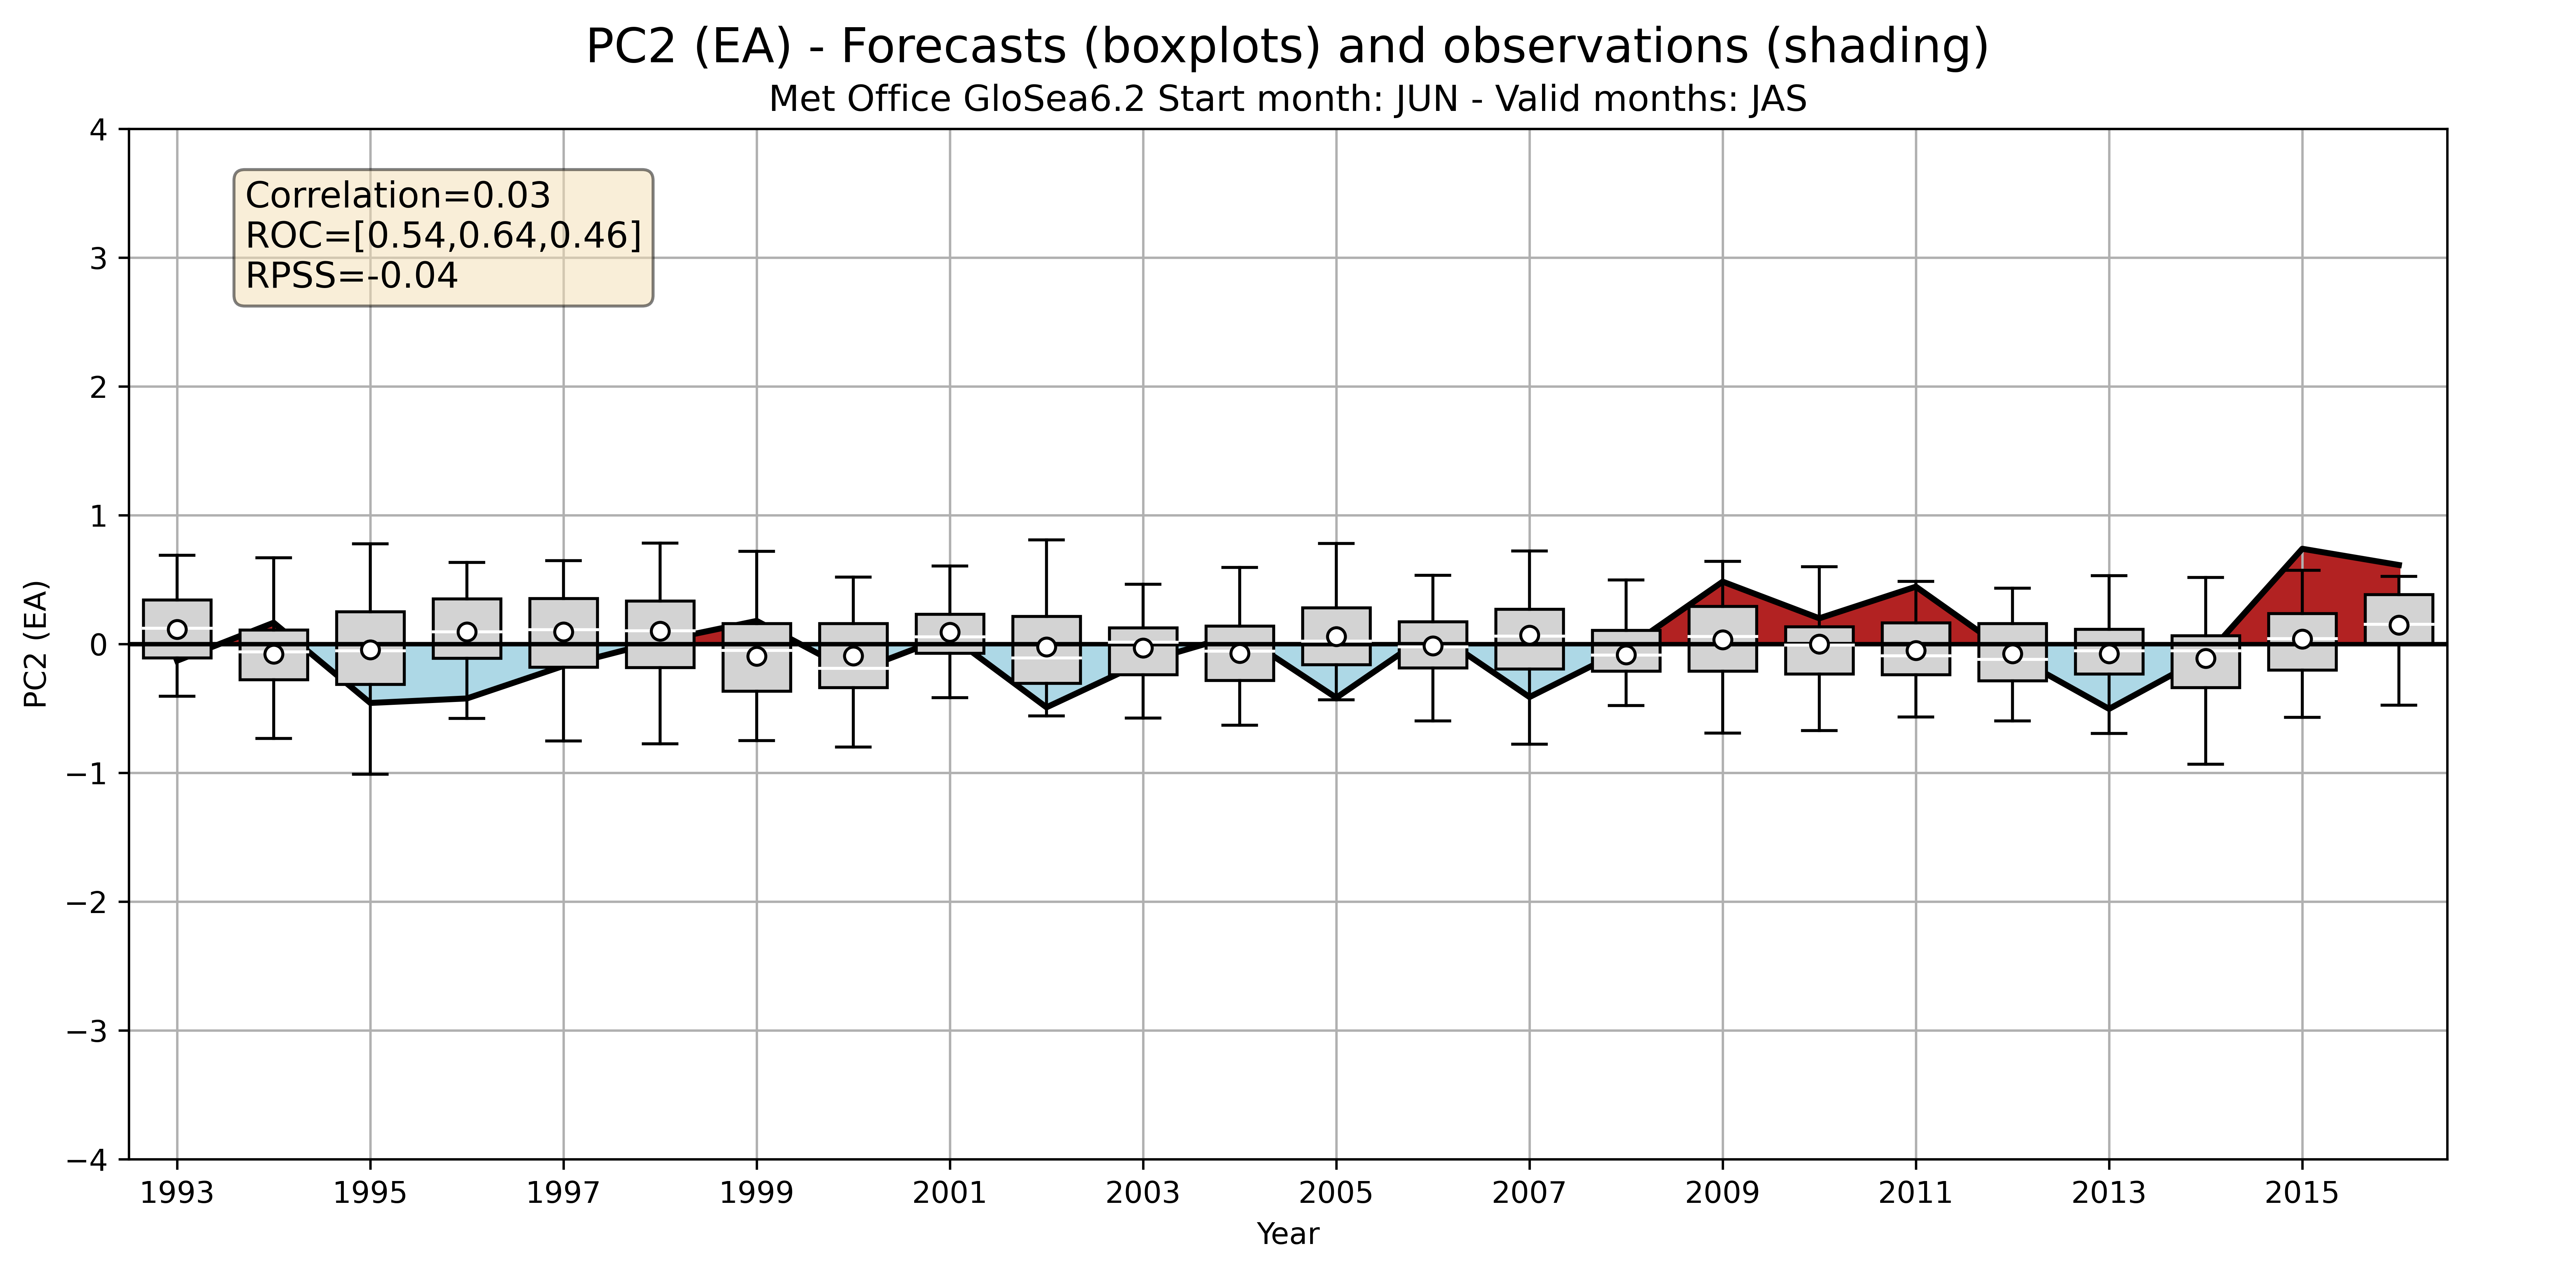 PC2 (EA) - Forecasts (boxplots) and observations (shading)
Met Office GloSea6.2 Start month: JUN - Valid months: JAS
Correlation=0.03
ROC=[0.54,0.64,0.46]
RPSS=-0.04
PC2 (EA)
4
3
2
1
0
−1
−2
−3
−4
1993 1995 1997 1999 2001 2003 2005 2007 2009 2011 2013 2015
Year